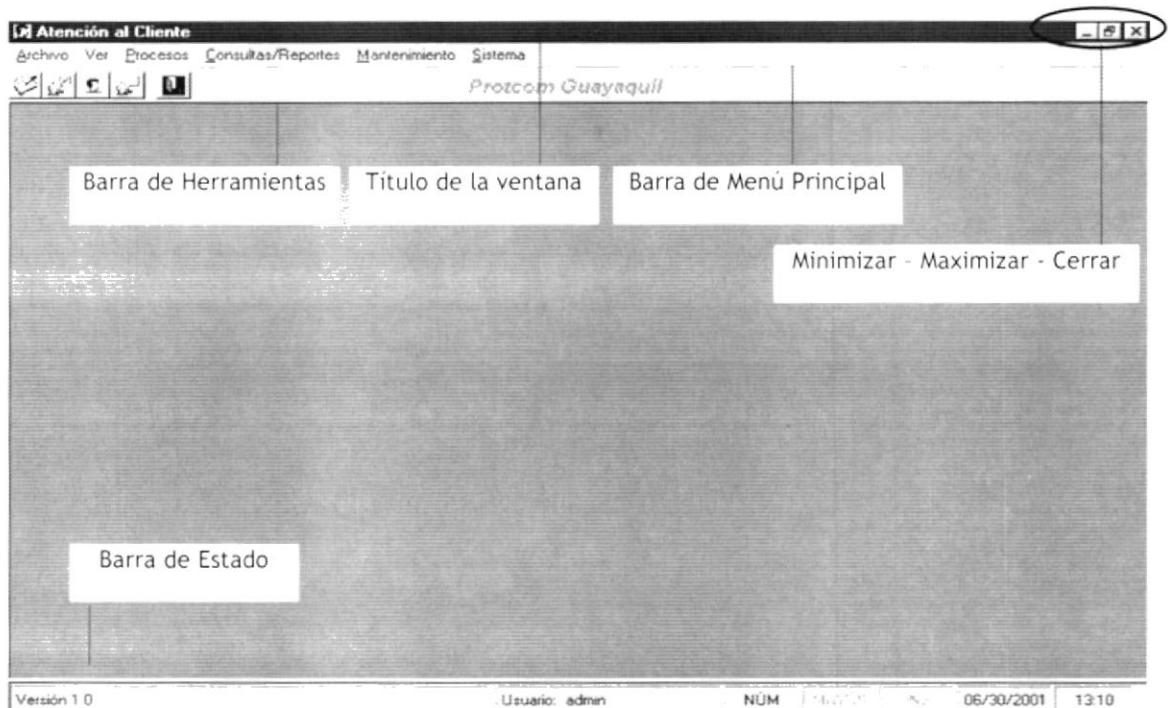 Atención al Cliente
Archivo Ver Procesos Consultas/Reportes Mantenimiento Sistema
Protcom Guayaquil
Barra de Herramientas Título de la ventana Barra de Menú Principal
Minimizar - Maximizar - Cerrar
Barra de Estado
Versión 1.0 Usuario: admin NÚM 06/30/2001 13:10